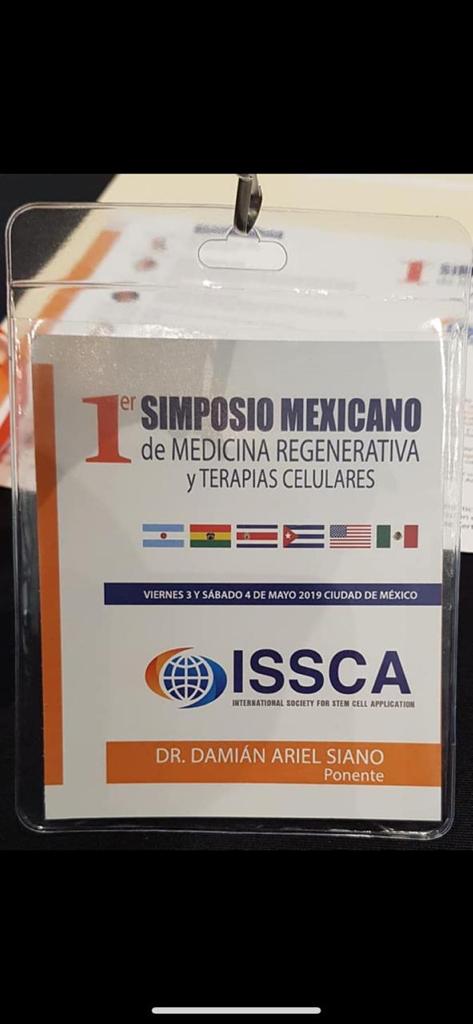 1er SIMPOSIO MEXICANO
de MEDICINA REGENERATIVA
y TERAPIAS CELULARES
VIERNES 3 Y SÁBADO 4 DE MAYO 2019 CIUDAD DE MÉXICO
ISSCA
INTERNATIONAL SOCIETY FOR STEM CELL APPLICATION
DR. DAMIÁN ARIEL SIANO
Ponente